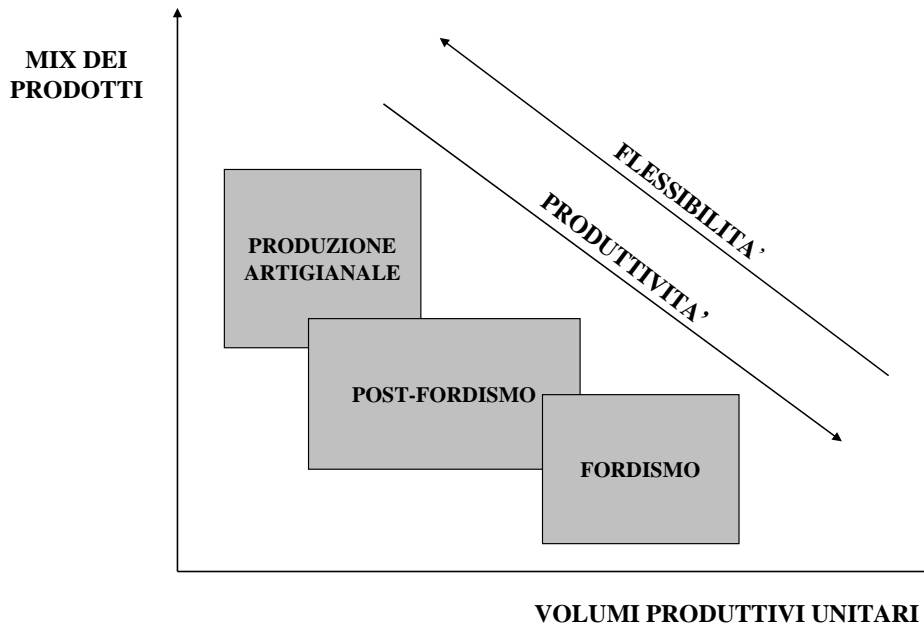 MIX DEI
PRODOTTI
FLESSIBILITA’
PRODUTTIVITA’
PRODUZIONE
ARTIGIANALE
POST-FORDISMO
FORDISMO
VOLUMI PRODUTTIVI UNITARI